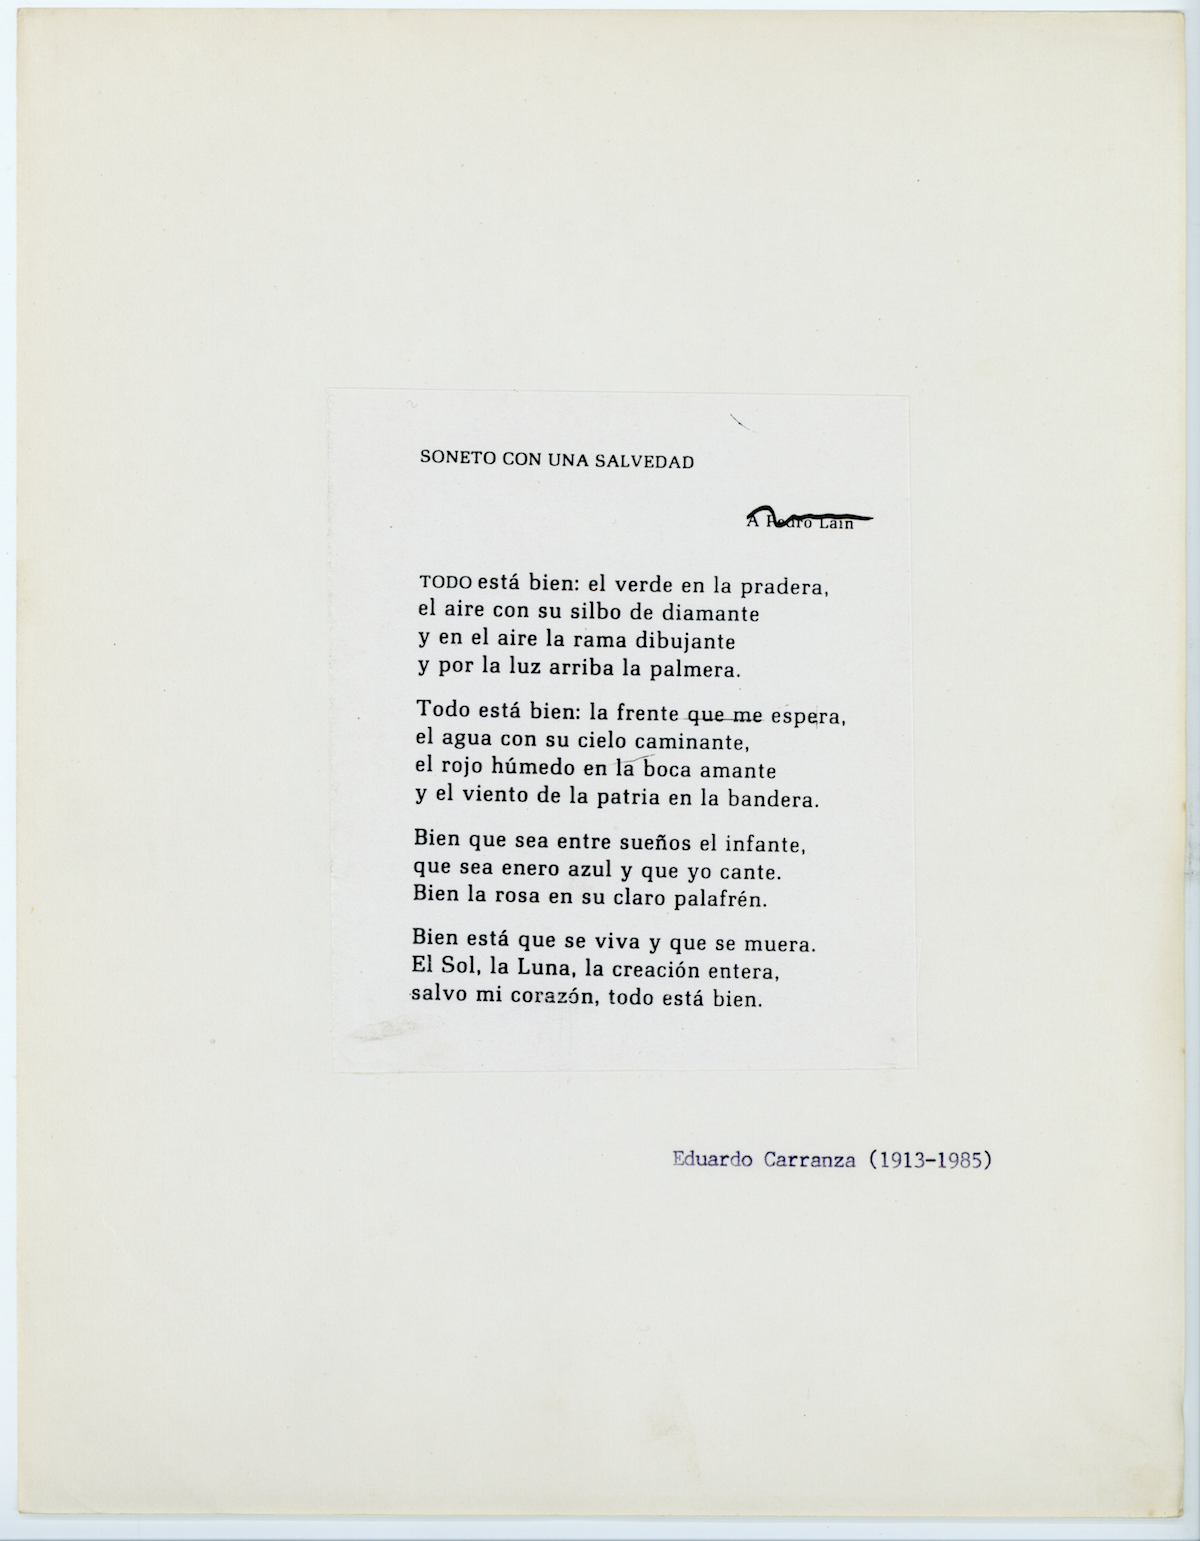 SONETO CON UNA SALVEDAD
A Pedro Laín
TODO está bien: el verde en la pradera,
el aire con su silbo de diamante
y en el aire la rama dibujante
y por la luz arriba la palmera.
Todo está bien: la frente que me espera,
el agua con su cielo caminante,
el rojo húmedo en la boca amante
y el viento de la patria en la bandera.
Bien que sea entre sueños el infante,
que sea enero azul y que yo cante.
Bien la rosa en su claro palafrén.
Bien está que se viva y que se muera.
El Sol, la Luna, la creación entera,
salvo mi corazón, todo está bien.
Eduardo Carranza (1913-1985)